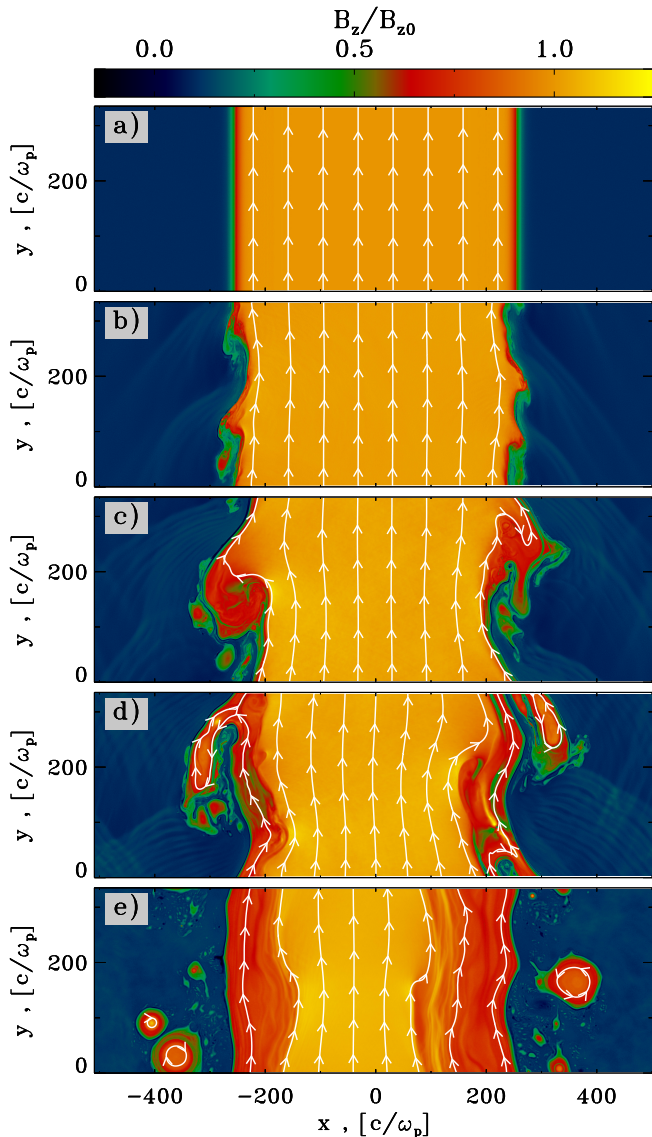 B_z/B_z0
0.0 0.5 1.0
a)
y , [c/ω_p]
200
0
b)
y , [c/ω_p]
200
0
c)
y , [c/ω_p]
200
0
d)
y , [c/ω_p]
200
0
e)
y , [c/ω_p]
200
0
−400 −200 0 200 400
x , [c/ω_p]